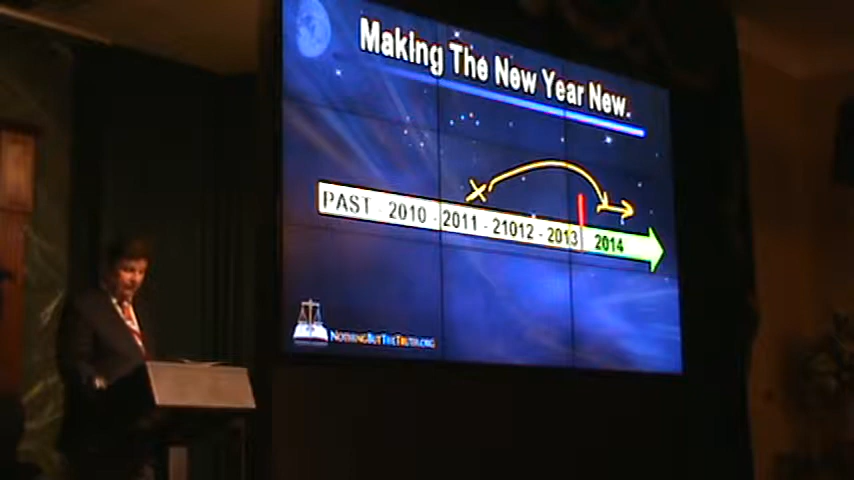 Making The New Year New.
PAST - 2010 - 2011 - 21012 - 2013 2014
NOTHINGBUTTHETRUTH.ORG